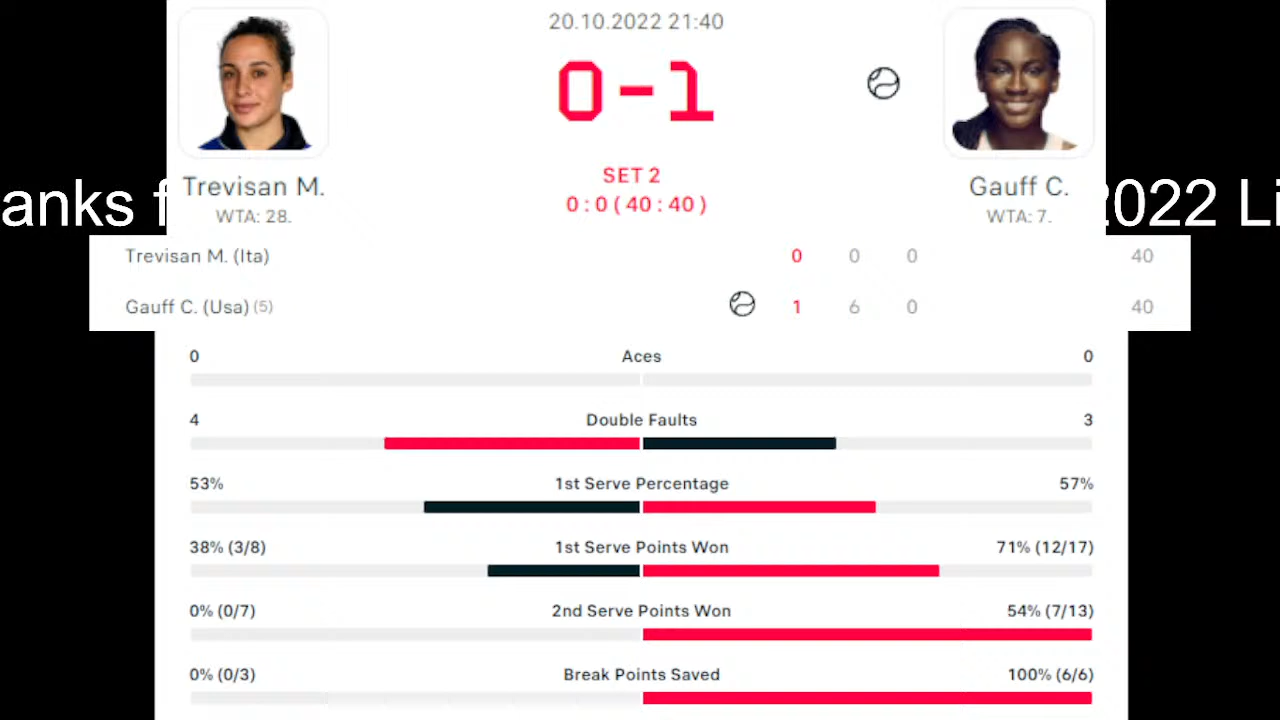 20.10.2022 21:40
0-1
Trevisan M.
WTA: 28.
SET 2
0 : 0 ( 40 : 40 )
Gauff C.
WTA: 7.
anks f 2022 Li
Trevisan M. (Ita) 0 0 0 40
Gauff C. (Usa) (5) 1 6 0 40
0 Aces 0
4 Double Faults 3
53% 1st Serve Percentage 57%
38% (3/8) 1st Serve Points Won 71% (12/17)
0% (0/7) 2nd Serve Points Won 54% (7/13)
0% (0/3) Break Points Saved 100% (6/6)